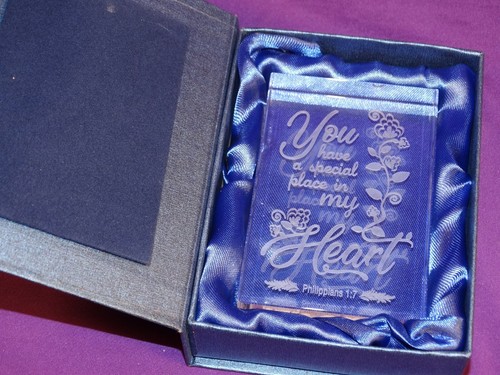 You
have
a special
place in
my
Heart
Philippians 1:7